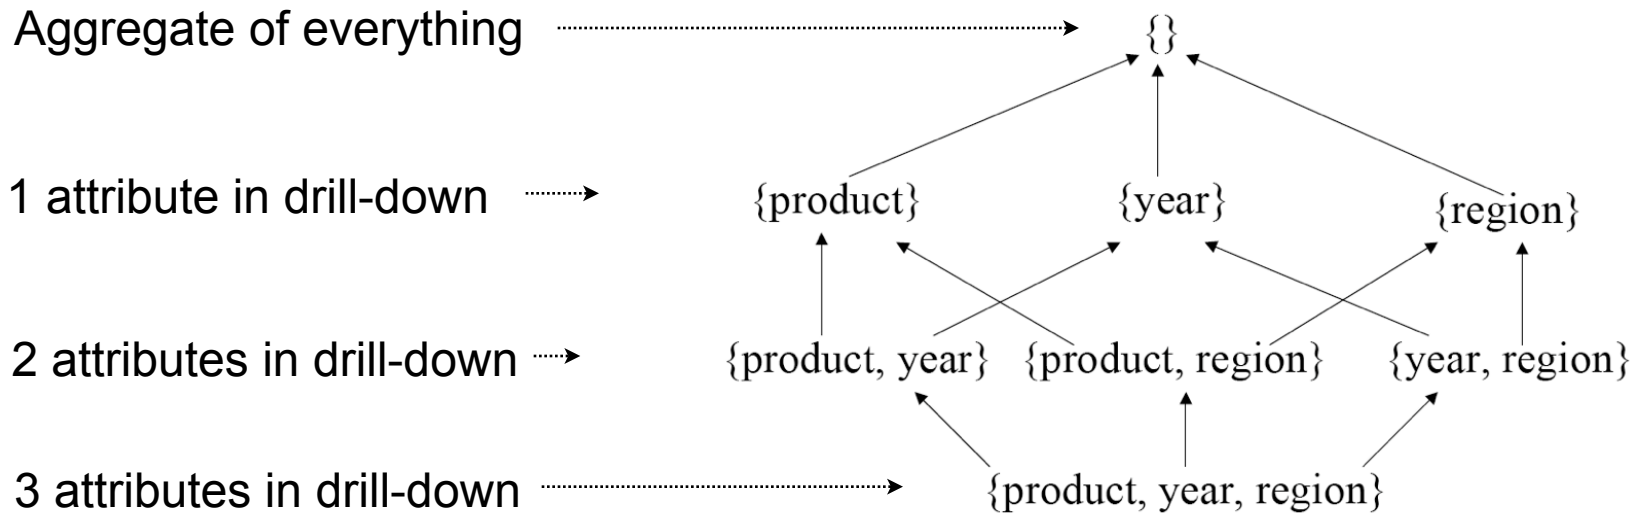 Aggregate of everything
{}
1 attribute in drill-down
{product}
{year}
{region}
2 attributes in drill-down
{product, year}
{product, region}
{year, region}
3 attributes in drill-down
{product, year, region}